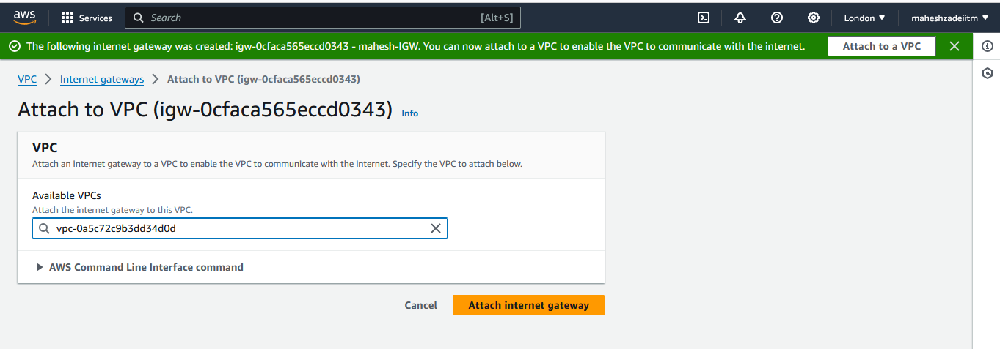 aws Services Search [Alt+S] London maheshzadeiitm
The following internet gateway was created: igw-0cfaca565eccd0343 - mahesh-IGW. You can now attach to a VPC to enable the VPC to communicate with the internet. Attach to a VPC
VPC Internet gateways Attach to VPC (igw-0cfaca565eccd0343)
Attach to VPC (igw-0cfaca565eccd0343) Info
VPC
Attach an internet gateway to a VPC to enable the VPC to communicate with the internet. Specify the VPC to attach below.
Available VPCs
Attach the internet gateway to this VPC.
vpc-0a5c72c9b3dd34d0d
AWS Command Line Interface command
Cancel Attach internet gateway